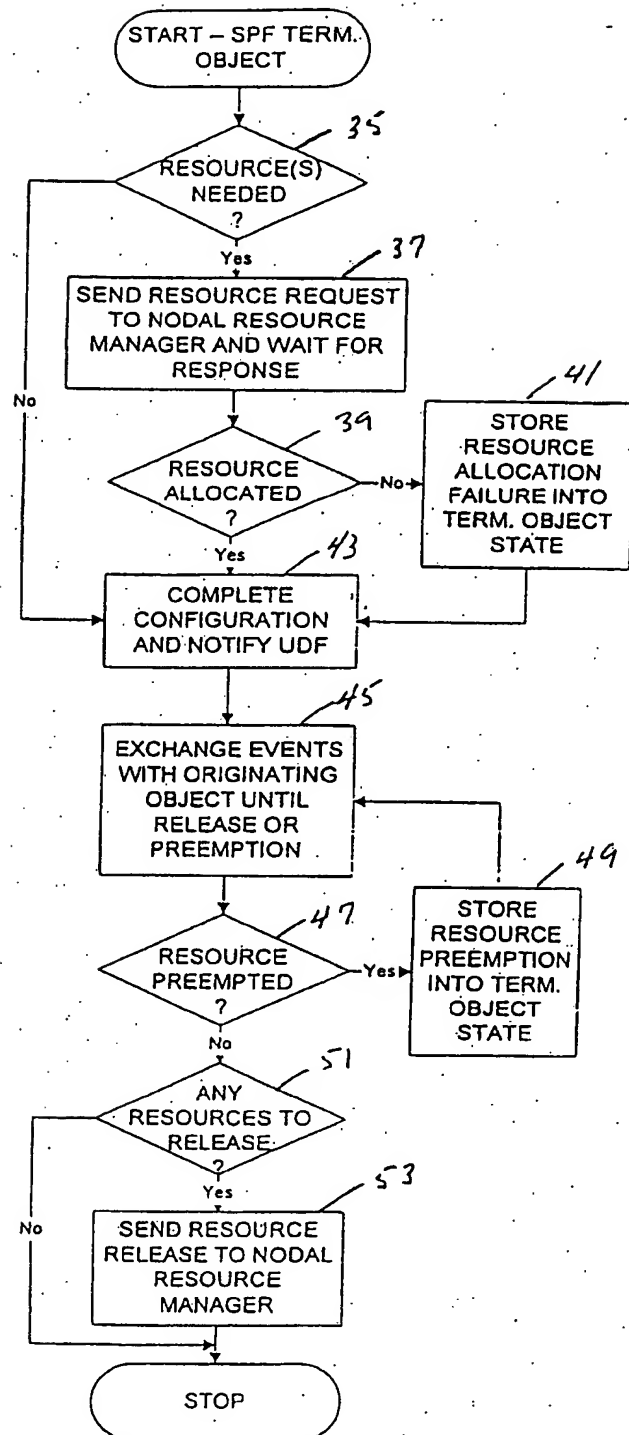 START – SPF TERM.
OBJECT
35
RESOURCE(S)
NEEDED
?
Yes
37
SEND RESOURCE REQUEST
TO NODAL RESOURCE
MANAGER AND WAIT FOR
RESPONSE
No
39
RESOURCE
ALLOCATED
?
No
41
STORE
RESOURCE
ALLOCATION
FAILURE INTO
TERM. OBJECT
STATE
Yes
43
COMPLETE
CONFIGURATION
AND NOTIFY UDF
45
EXCHANGE EVENTS
WITH ORIGINATING
OBJECT UNTIL
RELEASE OR
PREEMPTION
47
RESOURCE
PREEMPTED
?
Yes
49
STORE
RESOURCE
PREEMPTION
INTO TERM.
OBJECT
STATE
No
51
ANY
RESOURCES TO
RELEASE
?
Yes
No
53
SEND RESOURCE
RELEASE TO NODAL
RESOURCE
MANAGER
STOP